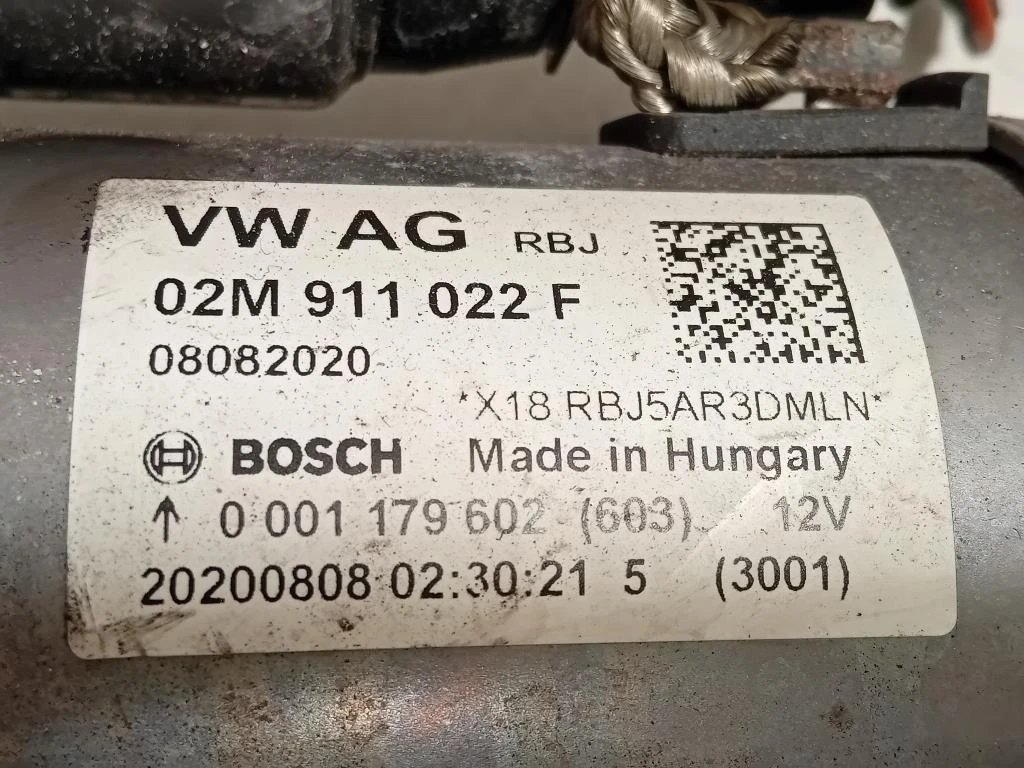 VW AG RBJ
02M 911 022 F
08082020
*X18 RBJ5AR3DMLN*
BOSCH Made in Hungary
↑ 0 001 179 602 (603) 12V
20200808 02:30:21 5 (3001)